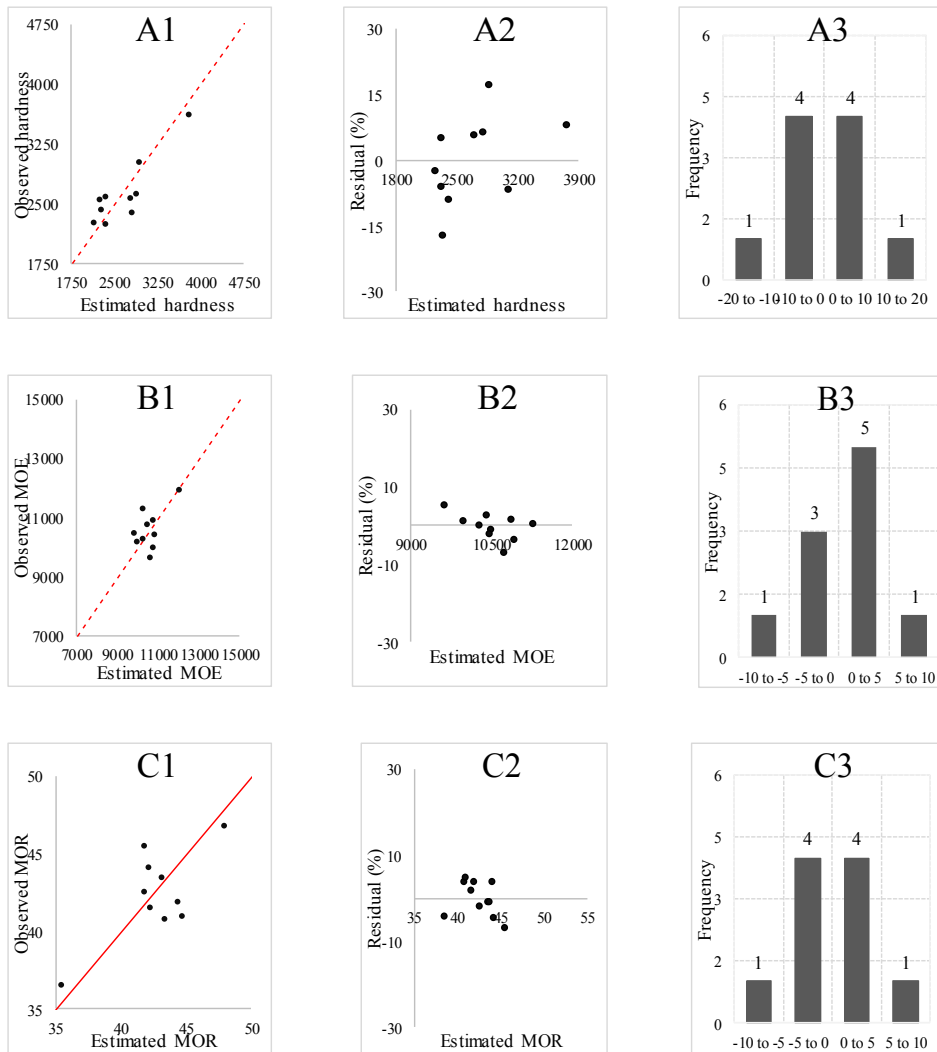 A1
4750
4000
3250
2500
1750
Observed hardness
1750 2500 3250 4000 4750
Estimated hardness
A2
30
15
0
-15
-30
Residual (%)
1800 2500 3200 3900
Estimated hardness
A3
6
5
3
2
0
Frequency
1 4 4 1
-20 to -10 -10 to 0 0 to 10 10 to 20
B1
15000
13000
11000
9000
7000
Observed MOE
7000 9000 11000 13000 15000
Estimated MOE
B2
30
10
-10
-30
Residual (%)
9000 10500 12000
Estimated MOE
B3
6
5
3
2
0
Frequency
1 3 5 1
-10 to -5 -5 to 0 0 to 5 5 to 10
C1
50
45
40
35
Observed MOR
35 40 45 50
Estimated MOR
C2
30
10
-10
-30
Residual (%)
35 40 45 50 55
Estimated MOR
C3
6
5
3
2
0
Frequency
1 4 4 1
-10 to -5 -5 to 0 0 to 5 5 to 10